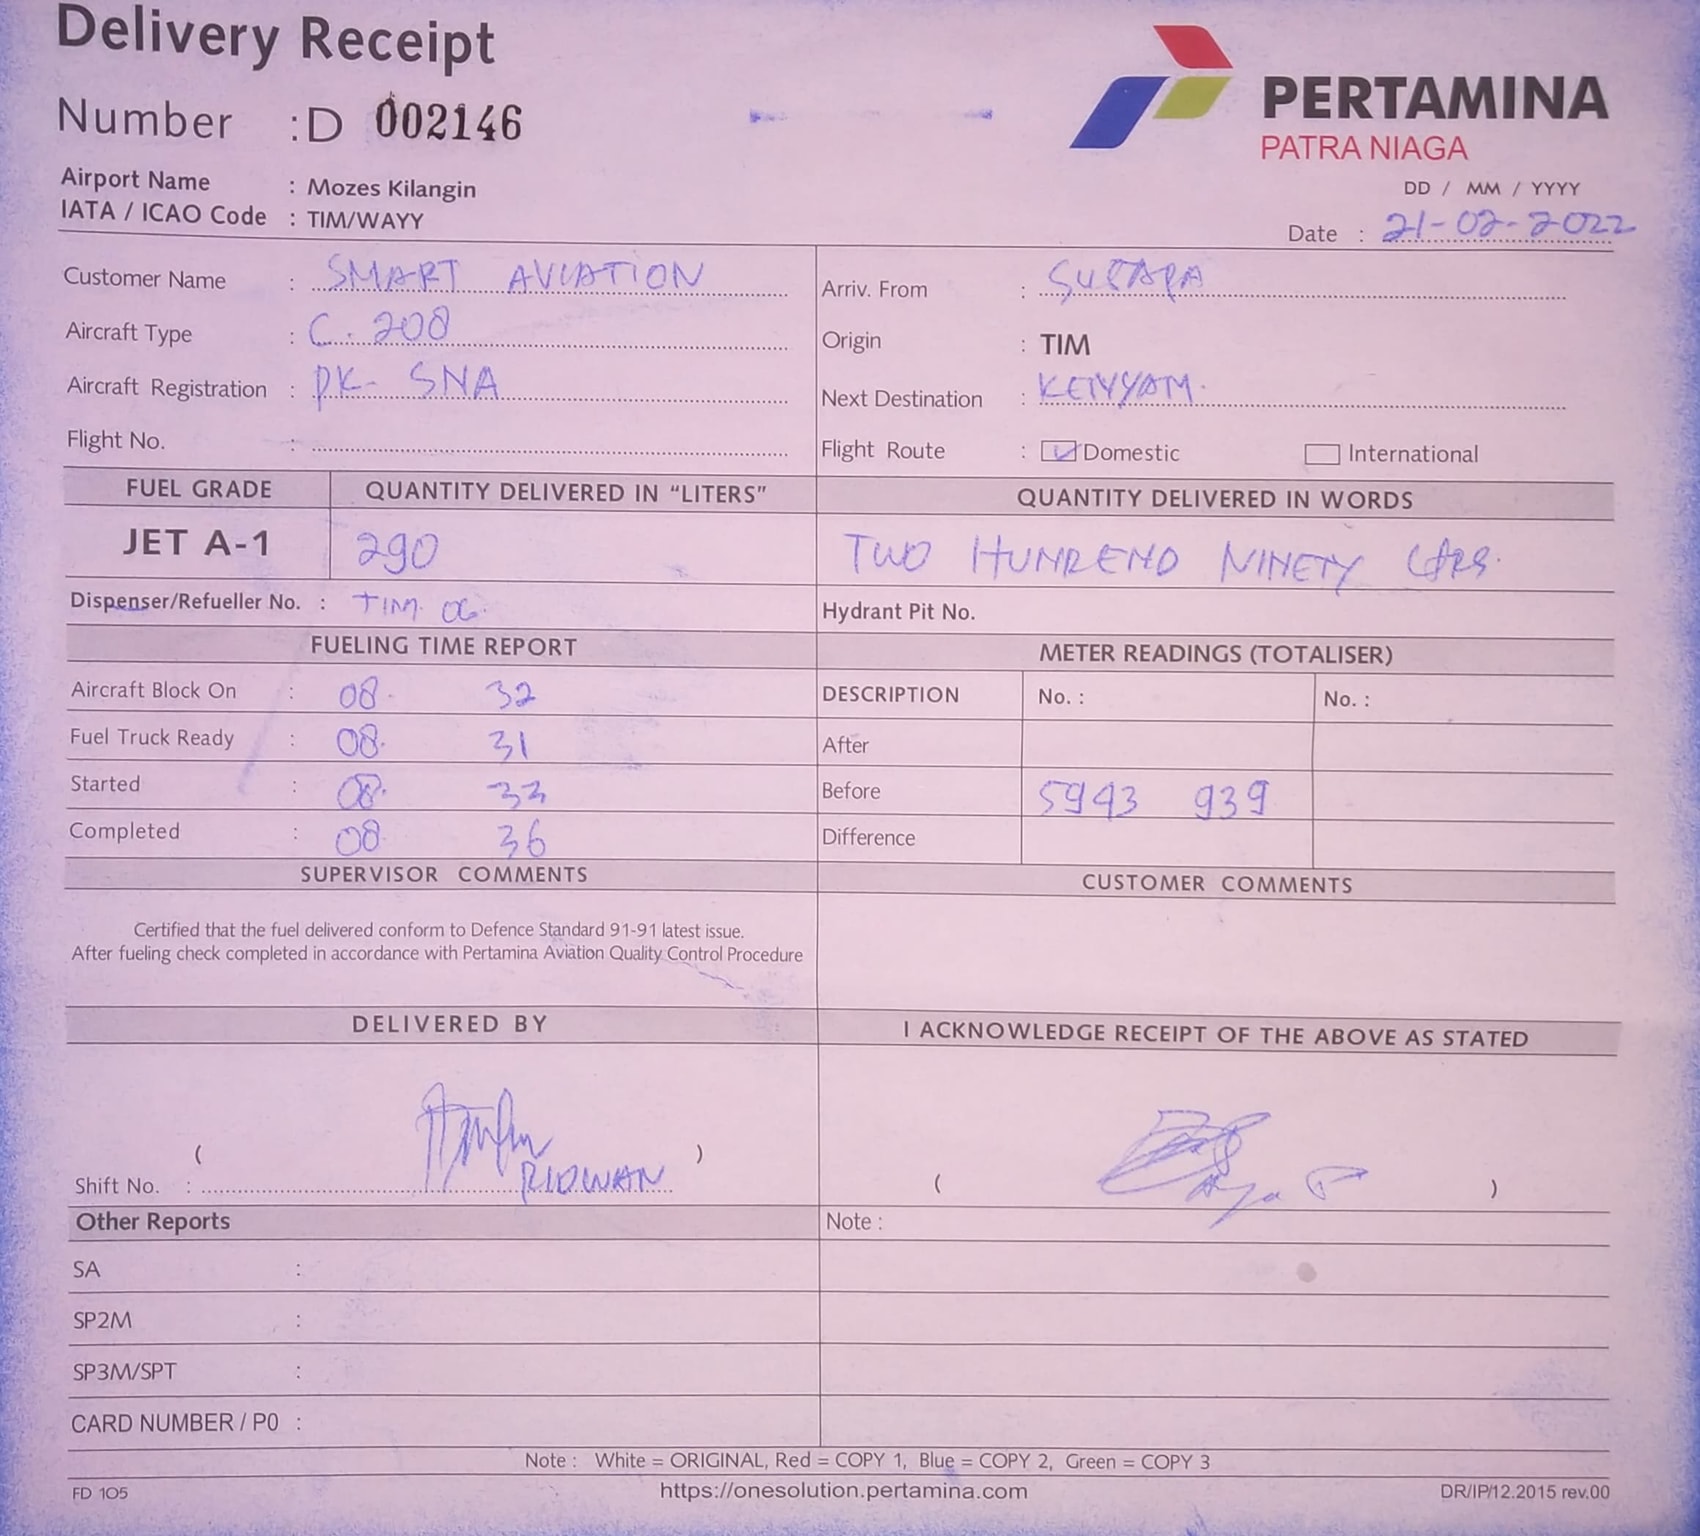 Delivery Receipt
Number : D 002146
PERTAMINA
PATRA NIAGA
Airport Name : Mozes Kilangin
IATA / ICAO Code : TIM/WAYY
DD / MM / YYYY
Date : 21-02-2022
Customer Name : SMART AVIATION
Arriv. From :
Aircraft Type : C. 208
Origin : TIM
Aircraft Registration : PK- SNA
Next Destination :
Flight No. :
Flight Route : Domestic International
FUEL GRADE QUANTITY DELIVERED IN "LITERS" QUANTITY DELIVERED IN WORDS
JET A-1 290 TWO HUNREND NINETY
Dispenser/Refueller No. : TIM. 06. Hydrant Pit No.
FUELING TIME REPORT METER READINGS (TOTALISER)
Aircraft Block On : 08. 32 DESCRIPTION No. : No. :
Fuel Truck Ready : 08. 31 After
Started : 08. 33 Before 5943 939
Completed : 08 36 Difference
SUPERVISOR COMMENTS CUSTOMER COMMENTS
Certified that the fuel delivered conform to Defence Standard 91-91 latest issue.
After fueling check completed in accordance with Pertamina Aviation Quality Control Procedure
DELIVERED BY I ACKNOWLEDGE RECEIPT OF THE ABOVE AS STATED
( ) ( )
Shift No. : RIDWAN
Other Reports Note :
SA :
SP2M :
SP3M/SPT :
CARD NUMBER / P0 :
Note : White = ORIGINAL, Red = COPY 1, Blue = COPY 2, Green = COPY 3
FD 105 https://onesolution.pertamina.com DR/IP/12.2015 rev.00